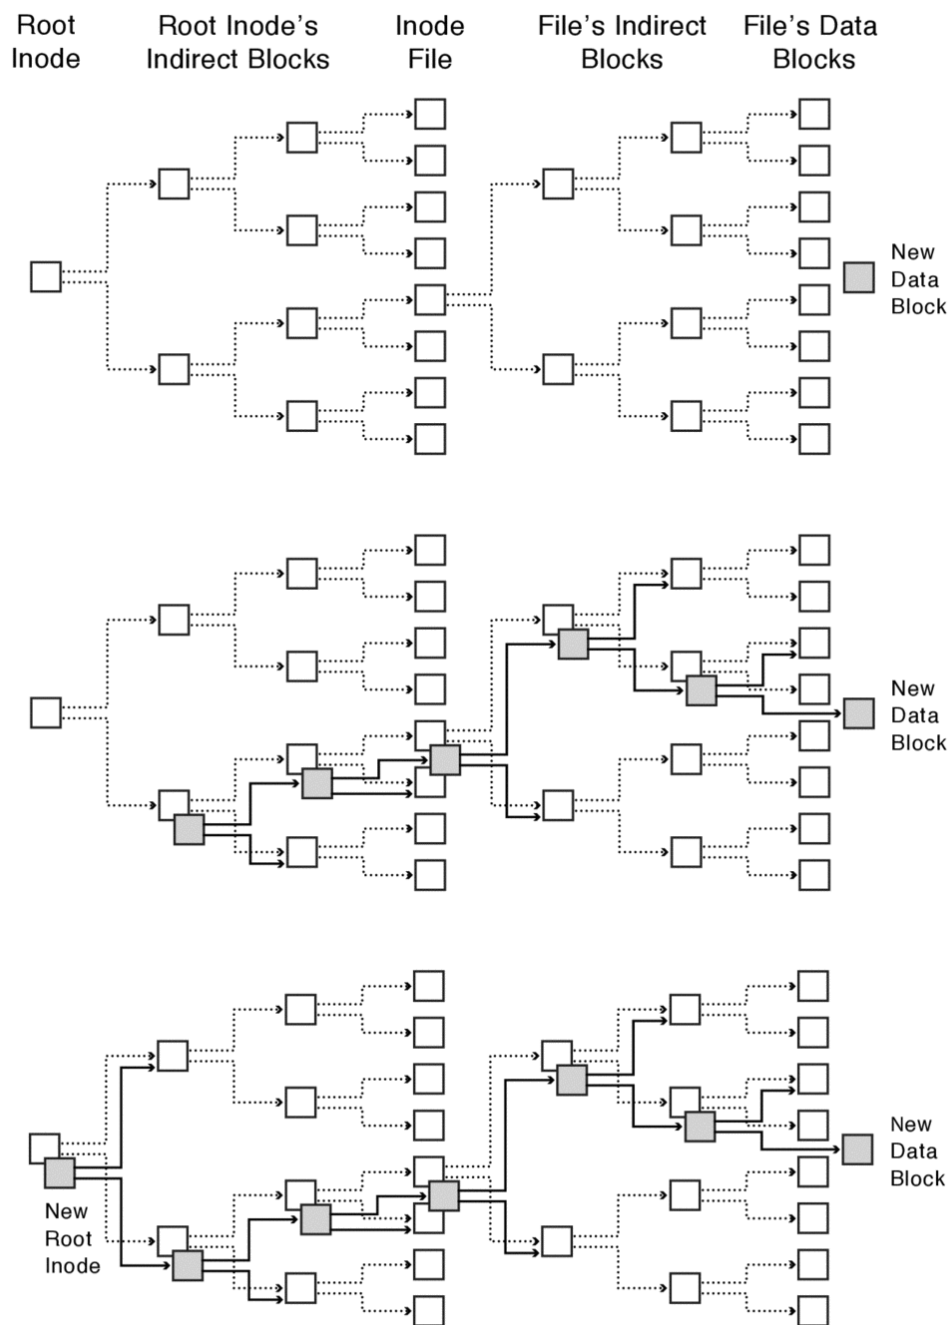 Root
Inode
Root Inode's
Indirect Blocks
Inode
File
File's Indirect
Blocks
File's Data
Blocks
New
Data
Block
New
Data
Block
New
Data
Block
New
Root
Inode